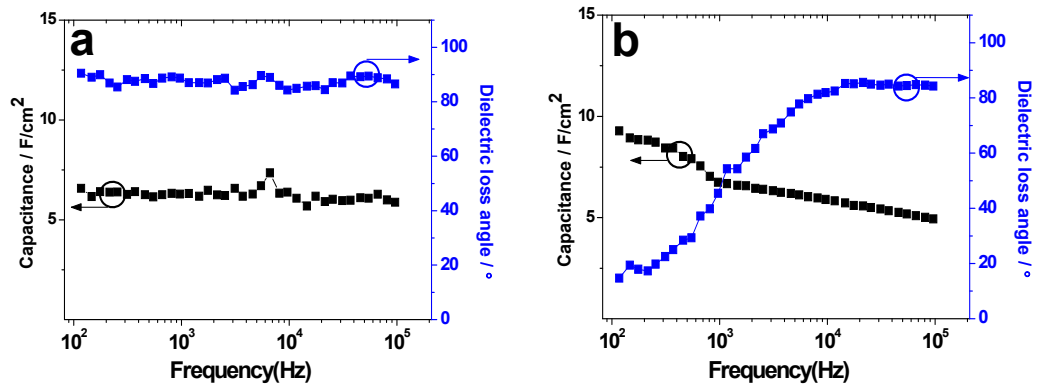 a
Capacitance / F/cm²
15
10
5
10² 10³ 10⁴ 10⁵
Frequency(Hz)
100
80
60
40
20
0
Dielectric loss angle / °
b
Capacitance / F/cm²
15
10
5
10² 10³ 10⁴ 10⁵
Frequency(Hz)
100
80
60
40
20
0
Dielectric loss angle / °